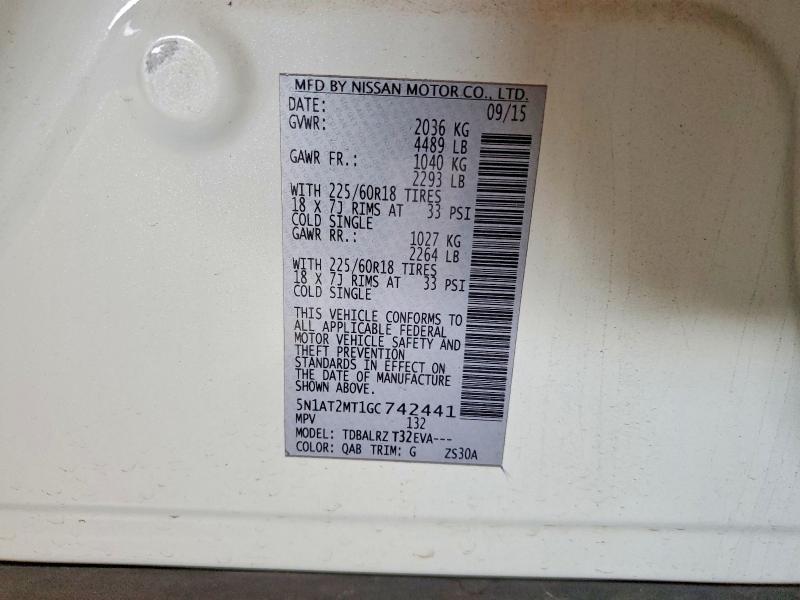 MFD BY NISSAN MOTOR CO., LTD.
DATE: 09/15
GVWR: 2036 KG
4489 LB
GAWR FR.: 1040 KG
2293 LB
WITH 225/60R18 TIRES
18 X 7J RIMS AT 33 PSI
COLD SINGLE
GAWR RR.: 1027 KG
2264 LB
WITH 225/60R18 TIRES
18 X 7J RIMS AT 33 PSI
COLD SINGLE
THIS VEHICLE CONFORMS TO
ALL APPLICABLE FEDERAL
MOTOR VEHICLE SAFETY AND
THEFT PREVENTION
STANDARDS IN EFFECT ON
THE DATE OF MANUFACTURE
SHOWN ABOVE.
5N1AT2MT1GC742441
MPV 132
MODEL: TDBALRZ T32EVA---
COLOR: QAB TRIM: G ZS30A